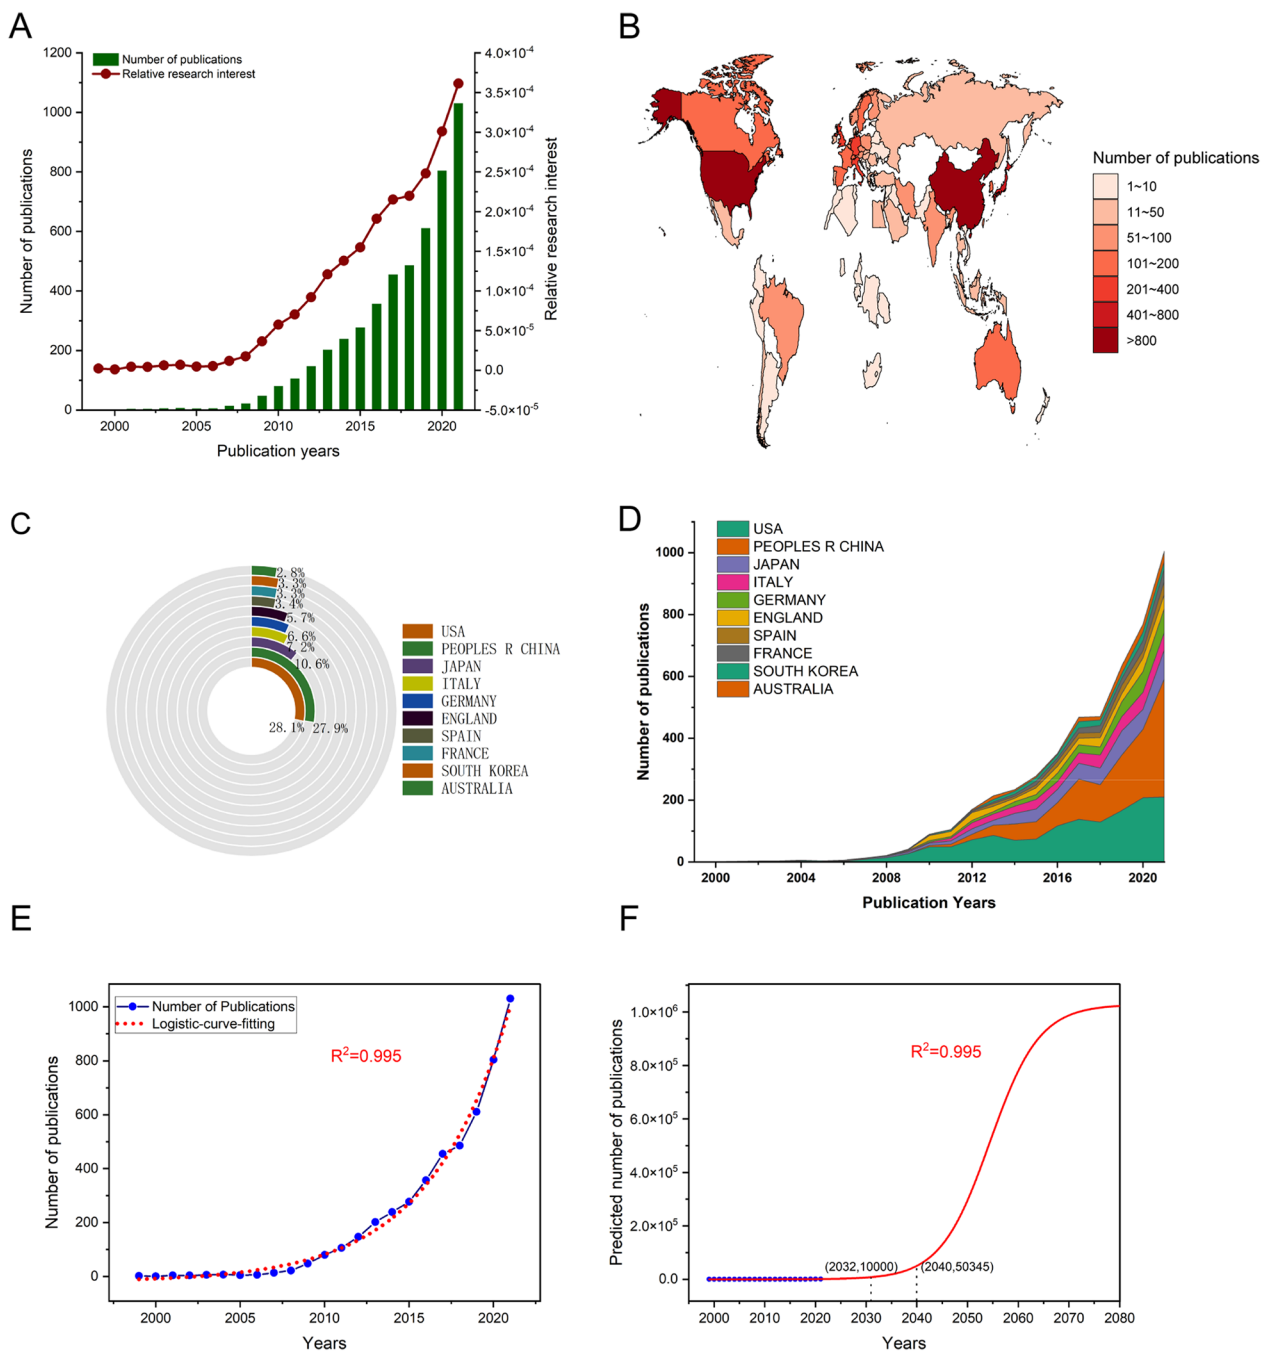 A
Number of publications
Relative research interest
1200
1000
800
600
400
200
0
4.0×10⁻⁴
3.5×10⁻⁴
3.0×10⁻⁴
2.5×10⁻⁴
2.0×10⁻⁴
1.5×10⁻⁴
1.0×10⁻⁴
5.0×10⁻⁵
0.0
-5.0×10⁻⁵
Number of publications
Relative research interest
2000
2005
2010
2015
2020
Publication years
B
Number of publications
1~10
11~50
51~100
101~200
201~400
401~800
>800
C
2.8%
3.3%
3.3%
3.4%
5.7%
6.6%
7.2%
10.6%
28.1%
27.9%
USA
PEOPLES R CHINA
JAPAN
ITALY
GERMANY
ENGLAND
SPAIN
FRANCE
SOUTH KOREA
AUSTRALIA
D
USA
PEOPLES R CHINA
JAPAN
ITALY
GERMANY
ENGLAND
SPAIN
FRANCE
SOUTH KOREA
AUSTRALIA
Number of publications
1000
800
600
400
200
0
2000
2004
2008
2012
2016
2020
Publication Years
E
Number of Publications
Logistic-curve-fitting
R²=0.995
Number of publications
1000
800
600
400
200
0
2000
2005
2010
2015
2020
Years
F
R²=0.995
Predicted number of publications
1.0×10⁶
8.0×10⁵
6.0×10⁵
4.0×10⁵
2.0×10⁵
0.0
(2032,10000)
(2040,50345)
2000
2010
2020
2030
2040
2050
2060
2070
2080
Years